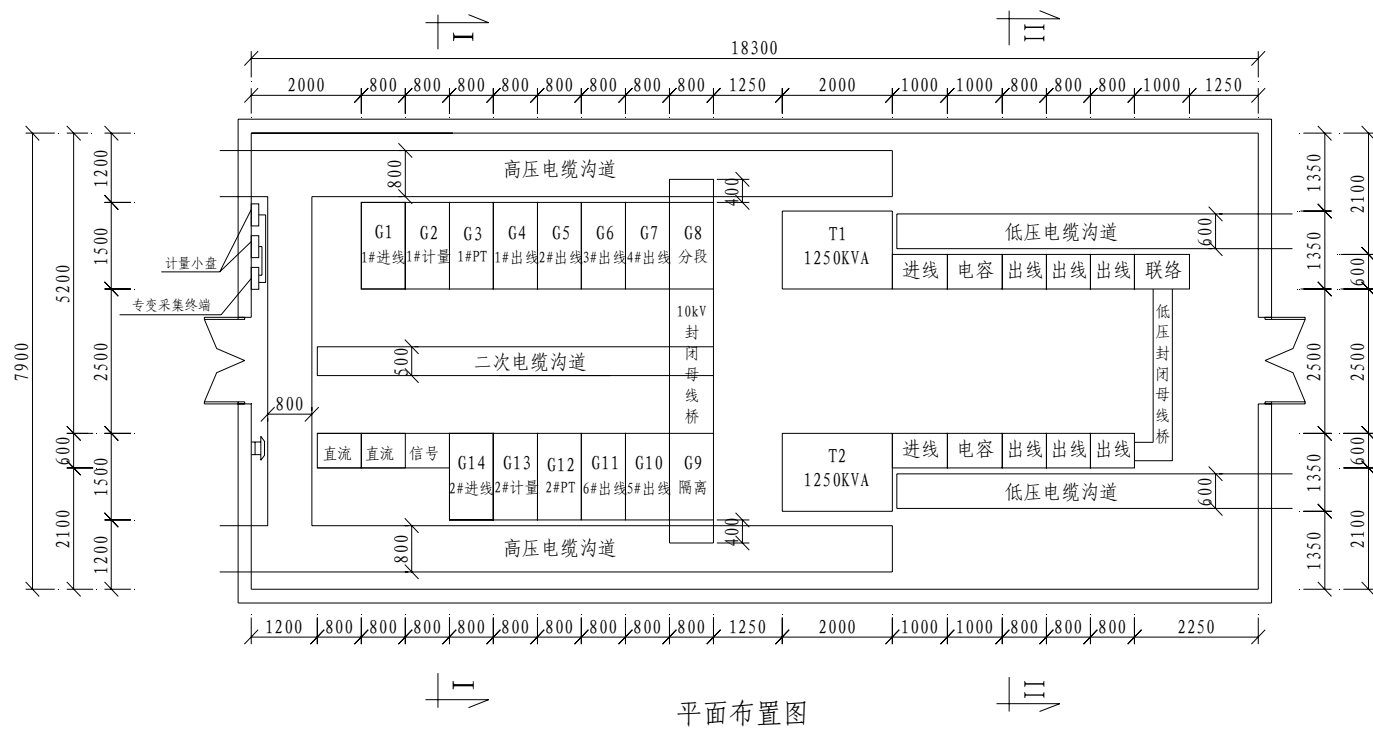 I
II
18300
2000 800 800 800 800 800 800 800 800 1250 2000 1000 1000 800 800 800 1000 1250
7900
5200
600
2100
1200
1500
2500
1500
1200
高压电缆沟道
800
400
G1 G2 G3 G4 G5 G6 G7 G8
1#进线 1#计量 1#PT 1#出线 2#出线 3#出线 4#出线 分段
T1
1250KVA
低压电缆沟道
600
进线 电容 出线 出线 出线 联络
计量小盘
专变采集终端
10kV封闭母线桥
低压封闭母线桥
二次电缆沟道
500
800
直流 直流 信号
G14 G13 G12 G11 G10 G9
2#进线 2#计量 2#PT 6#出线 5#出线 隔离
T2
1250KVA
进线 电容 出线 出线 出线
低压电缆沟道
600
高压电缆沟道
800
400
1350
1350
2500
1350
1350
2100
600
2500
600
2100
1200 800 800 800 800 800 800 800 800 800 1250 2000 1000 1000 800 800 800 2250
I
II
平面布置图